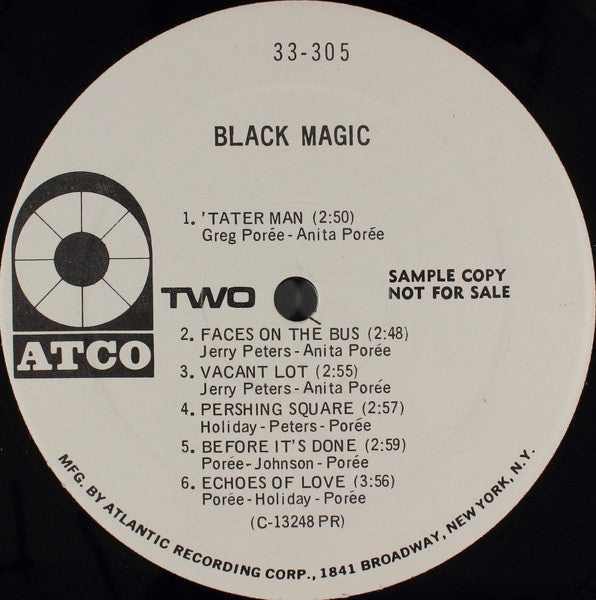 33-305
BLACK MAGIC
1. 'TATER MAN (2:50)
Greg Porée - Anita Porée
ATCO
TWO
SAMPLE COPY
NOT FOR SALE
2. FACES ON THE BUS (2:48)
Jerry Peters - Anita Porée
3. VACANT LOT (2:55)
Jerry Peters - Anita Porée
4. PERSHING SQUARE (2:57)
Holiday - Peters - Porée
5. BEFORE IT'S DONE (2:59)
Porée - Johnson - Porée
6. ECHOES OF LOVE (3:56)
Porée - Holiday - Porée
(C-13248 PR)
MFG. BY ATLANTIC RECORDING CORP., 1841 BROADWAY, NEW YORK, N.Y.